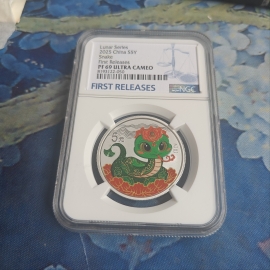 Lunar Series
2025 China S5Y
Snake
First Releases
PF 69 ULTRA CAMEO
FIRST RELEASES
NGC